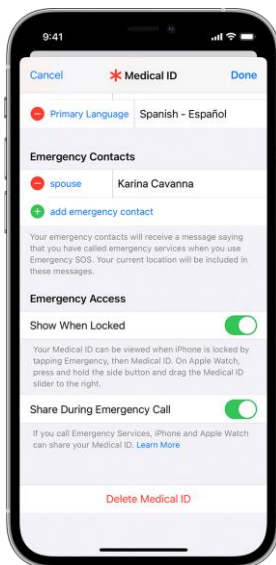 9:41
Cancel
Medical ID
Done
Primary Language
Spanish - Español
Emergency Contacts
spouse
Karina Cavanna
add emergency contact
Your emergency contacts will receive a message saying
that you have called emergency services when you use
Emergency SOS. Your current location will be included in
these messages.
Emergency Access
Show When Locked
Your Medical ID can be viewed when iPhone is locked by
tapping Emergency, then Medical ID. On Apple Watch,
press and hold the side button and drag the Medical ID
slider to the right.
Share During Emergency Call
If you call Emergency Services, iPhone and Apple Watch
can share your Medical ID. Learn More
Delete Medical ID